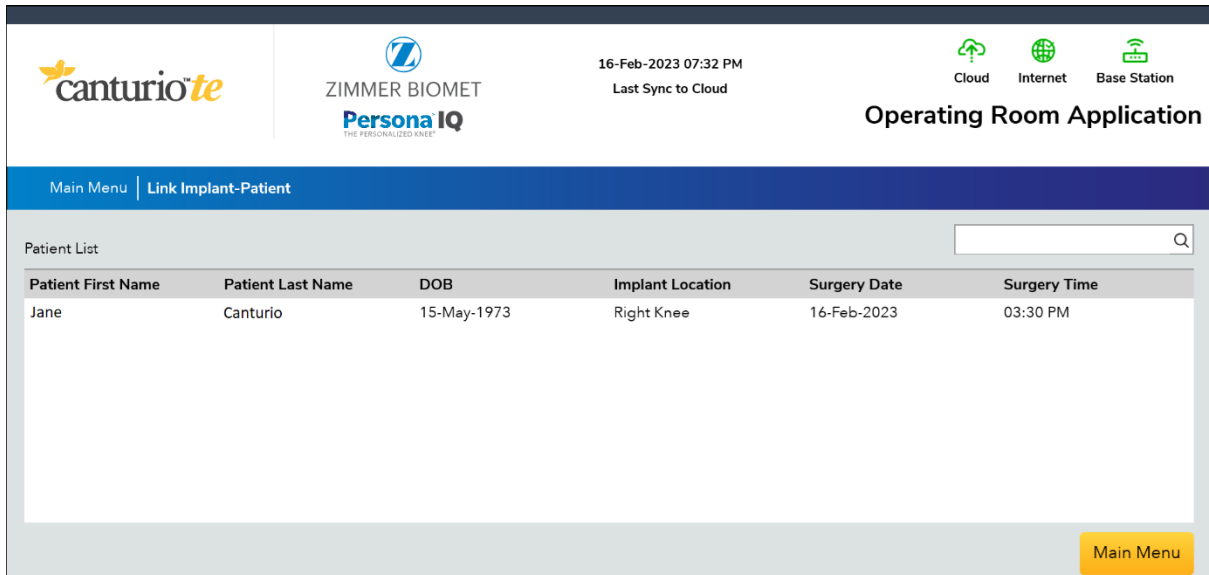 canturio™te
ZIMMER BIOMET
Persona IQ
THE PERSONALIZED KNEE®
16-Feb-2023 07:32 PM
Last Sync to Cloud
Cloud Internet Base Station
Operating Room Application
Main Menu Link Implant-Patient
Patient List
Patient First Name Patient Last Name DOB Implant Location Surgery Date Surgery Time
Jane Canturio 15-May-1973 Right Knee 16-Feb-2023 03:30 PM
Main Menu